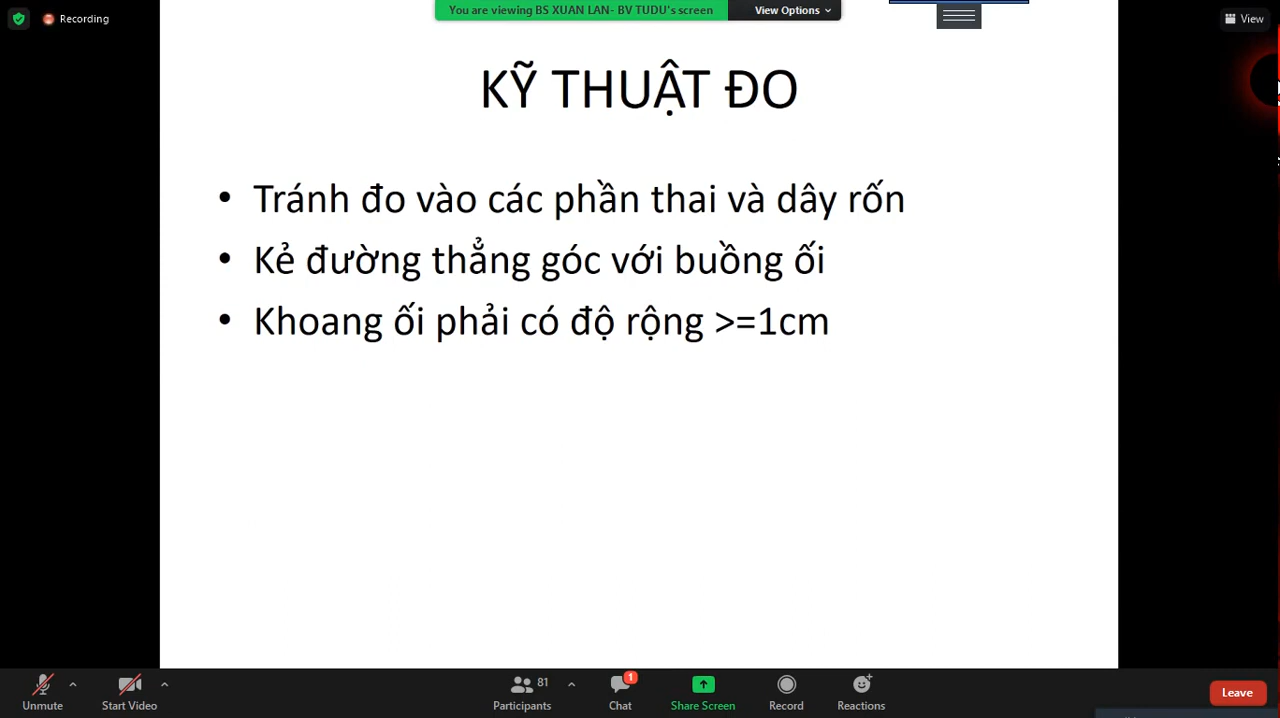 Recording
You are viewing BS XUAN LAN- BV TUDU's screen
View Options
View
KỸ THUẬT ĐO
• Tránh đo vào các phần thai và dây rốn
• Kẻ đường thẳng góc với buồng ối
• Khoang ối phải có độ rộng >=1cm
Unmute
Start Video
Participants
81
Chat
1
Share Screen
Record
Reactions
Leave